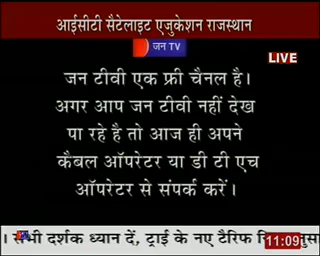 आईसीटी सैटेलाइट एजुकेशन राजस्थान
जन TV
LIVE
जन टीवी एक फ्री चैनल है।
अगर आप जन टीवी नहीं देख
पा रहे है तो आज ही अपने
कैबल ऑपरेटर या डी टी एच
ऑपरेटर से संपर्क करें।
। सभी दर्शक ध्यान दें, ट्राई के नए टैरिफ
11:09